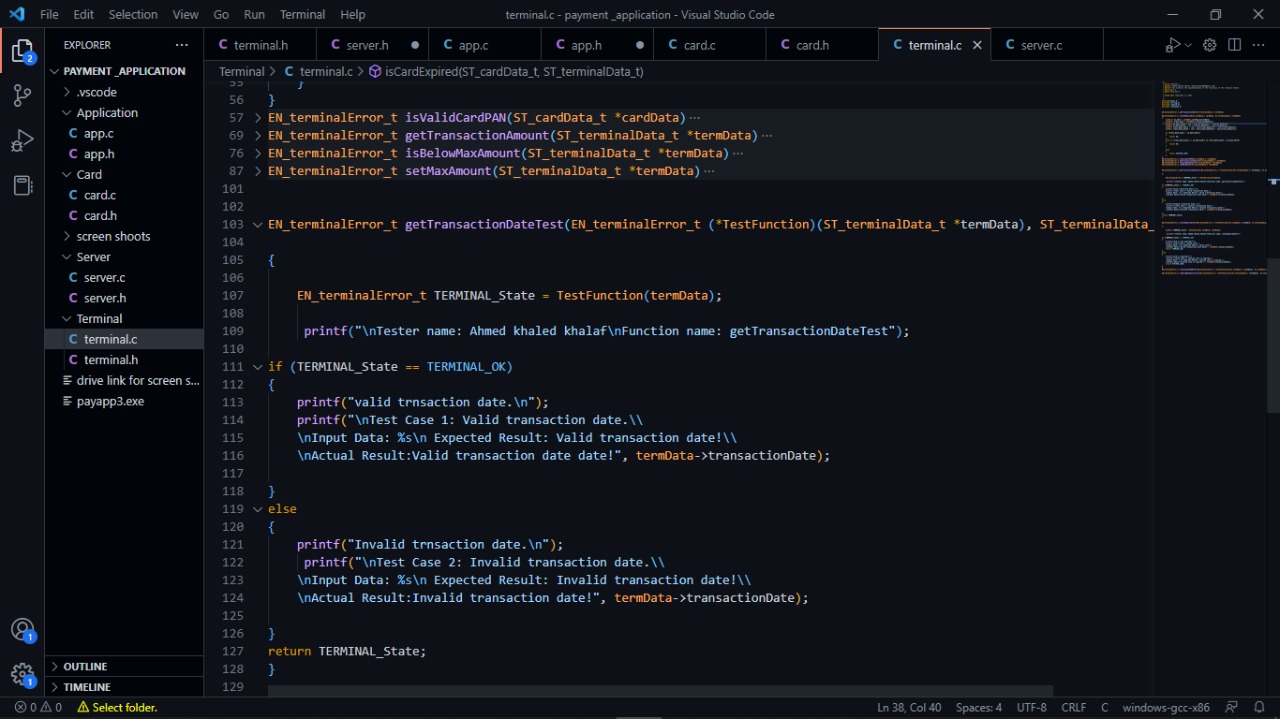 File Edit Selection View Go Run Terminal Help
terminal.c - payment _application - Visual Studio Code
EXPLORER
PAYMENT _APPLICATION
.vscode
Application
app.c
app.h
Card
card.c
card.h
screen shoots
Server
server.c
server.h
Terminal
terminal.c
terminal.h
drive link for screen s...
payapp3.exe
OUTLINE
TIMELINE
2
1
1
terminal.h server.h app.c app.h card.c card.h terminal.c server.c
Terminal > terminal.c > isCardExpired(ST_cardData_t, ST_terminalData_t)
55 }
56 }
57 EN_terminalError_t isValidCardPAN(ST_cardData_t *cardData) ...
69 EN_terminalError_t getTransactionAmount(ST_terminalData_t *termData) ...
76 EN_terminalError_t isBelowMaxAmount(ST_terminalData_t *termData) ...
87 EN_terminalError_t setMaxAmount(ST_terminalData_t *termData) ...
101
102
103 EN_terminalError_t getTransactionDateTest(EN_terminalError_t (*TestFunction)(ST_terminalData_t *termData), ST_terminalData_
104
105 {
106
107 EN_terminalError_t TERMINAL_State = TestFunction(termData);
108
109 printf("\nTester name: Ahmed khaled khalaf\nFunction name: getTransactionDateTest");
110
111 if (TERMINAL_State == TERMINAL_OK)
112 {
113 printf("valid trnsaction date.\n");
114 printf("\nTest Case 1: Valid transaction date.\\
115 \nInput Data: %s\n Expected Result: Valid transaction date!\\
116 \nActual Result:Valid transaction date date!", termData->transactionDate);
117
118 }
119 else
120 {
121 printf("Invalid trnsaction date.\n");
122 printf("\nTest Case 2: Invalid transaction date.\\
123 \nInput Data: %s\n Expected Result: Invalid transaction date!\\
124 \nActual Result:Invalid transaction date!", termData->transactionDate);
125
126 }
127 return TERMINAL_State;
128 }
129
0 0 Select folder.
Ln 38, Col 40 Spaces: 4 UTF-8 CRLF C windows-gcc-x86